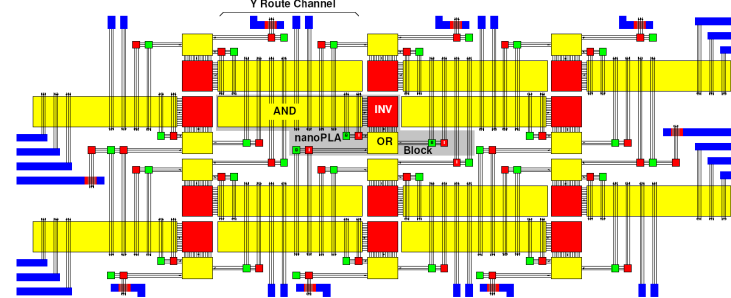 Y Route Channel
AND
INV
nanoPLA
OR
Block